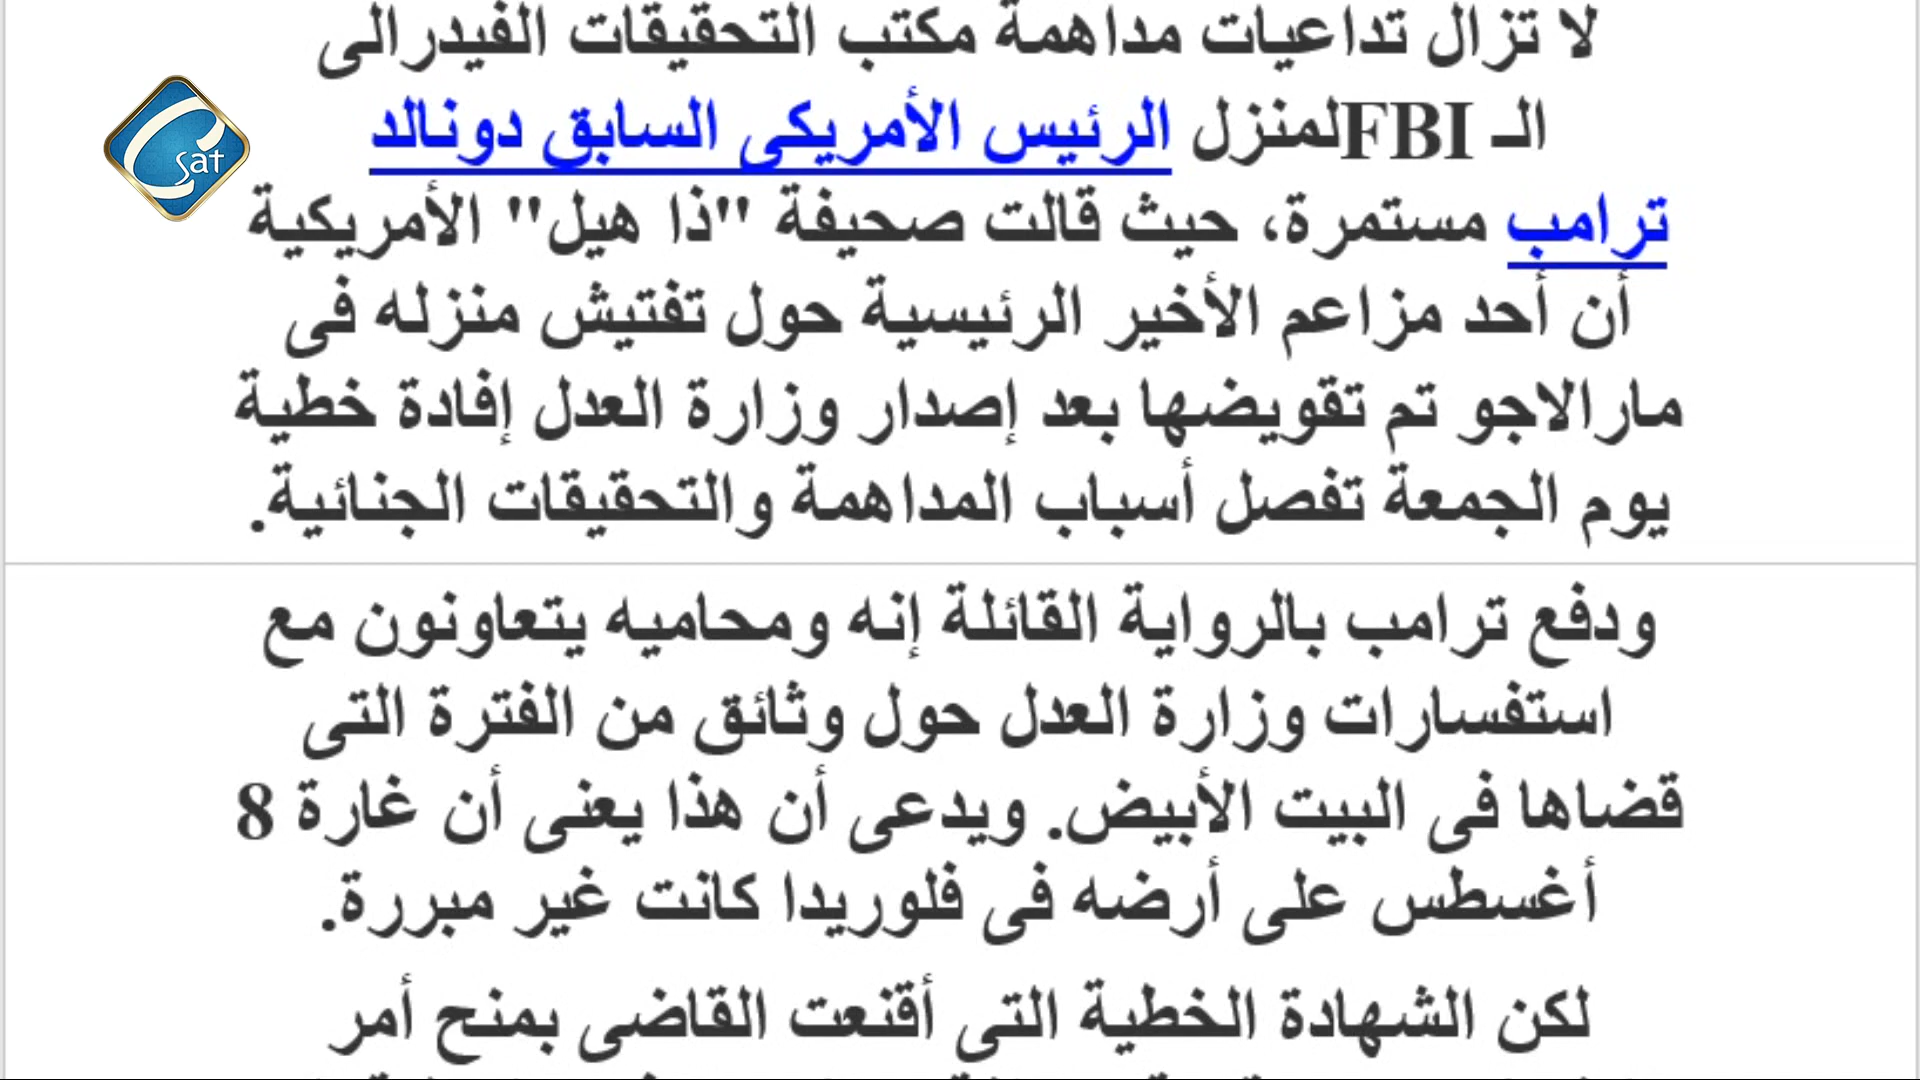 لا تزال تداعيات مداهمة مكتب التحقيقات الفيدرالى
الـ FBIلمنزل الرئيس الأمريكى السابق دونالد
ترامب مستمرة، حيث قالت صحيفة "ذا هيل" الأمريكية
أن أحد مزاعم الأخير الرئيسية حول تفتيش منزله فى
مارالاجو تم تقويضها بعد إصدار وزارة العدل إفادة خطية
يوم الجمعة تفصل أسباب المداهمة والتحقيقات الجنائية.
ودفع ترامب بالرواية القائلة إنه ومحاميه يتعاونون مع
استفسارات وزارة العدل حول وثائق من الفترة التى
قضاها فى البيت الأبيض. ويدعى أن هذا يعنى أن غارة 8
أغسطس على أرضه فى فلوريدا كانت غير مبررة.
لكن الشهادة الخطية التى أقنعت القاضى بمنح أمر
C sat